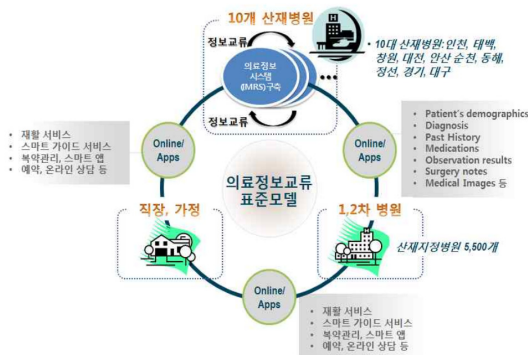 10개 산재병원
정보교류
의료정보
시스템
(IMRS)구축
정보교류
• 10대 산재병원:인천, 태백,
창원, 대전, 안산 순천, 동해,
정선, 경기, 대구
• 재활 서비스
• 스마트 가이드 서비스
• 복약관리, 스마트 앱
• 예약, 온라인 상담 등
Online/
Apps
Online/
Apps
• Patient's demographics
• Diagnosis
• Past History
• Medications
• Observation results
• Surgery notes
• Medical Images 등
의료정보교류
표준모델
직장, 가정
1,2차 병원
산재지정병원 5,500개
Online/
Apps
• 재활 서비스
• 스마트 가이드 서비스
• 복약관리, 스마트 앱
• 예약, 온라인 상담 등